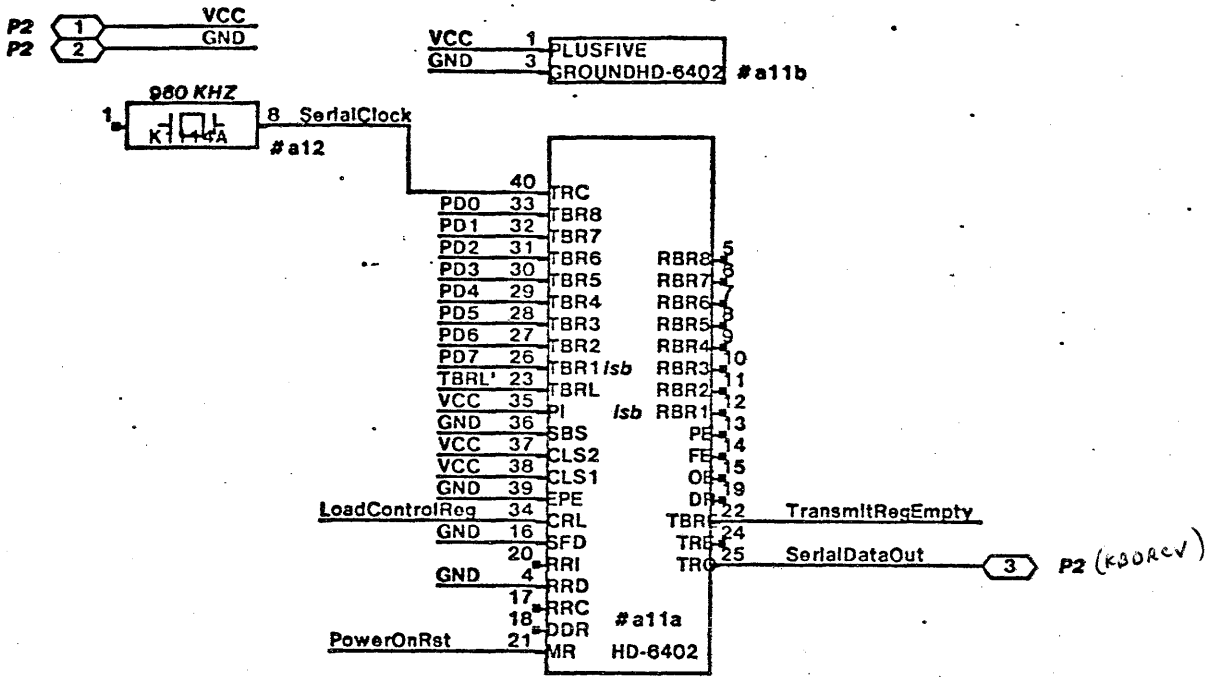 P2 1 VCC
P2 2 GND
VCC 1 PLUSFIVE
GND 3 GROUND HD-6402 #a11b
960 KHZ
1 K A 8 SerialClock
#a12
40 TRC
PD0 33 TBR8
PD1 32 TBR7
PD2 31 TBR6 RBR8 5
PD3 30 TBR5 RBR7 6
PD4 29 TBR4 RBR6 7
PD5 28 TBR3 RBR5 8
PD6 27 TBR2 RBR4 9
PD7 26 TBR1 lsb RBR3 10
TBRL' 23 TBRL RBR2 11
VCC 35 PI lsb RBR1 12
GND 36 SBS PE 13
VCC 37 CLS2 FE 14
VCC 38 CLS1 OE 15
GND 39 EPE DR 19
LoadControlReg 34 CRL TBRE 22 TransmitRegEmpty
GND 16 SFD TRE 24
20 RRI TRO 25 SerialDataOut 3 P2 (KBDRCV)
GND 4 RRD
17 RRC
18 DDR #a11a
PowerOnRst 21 MR HD-6402